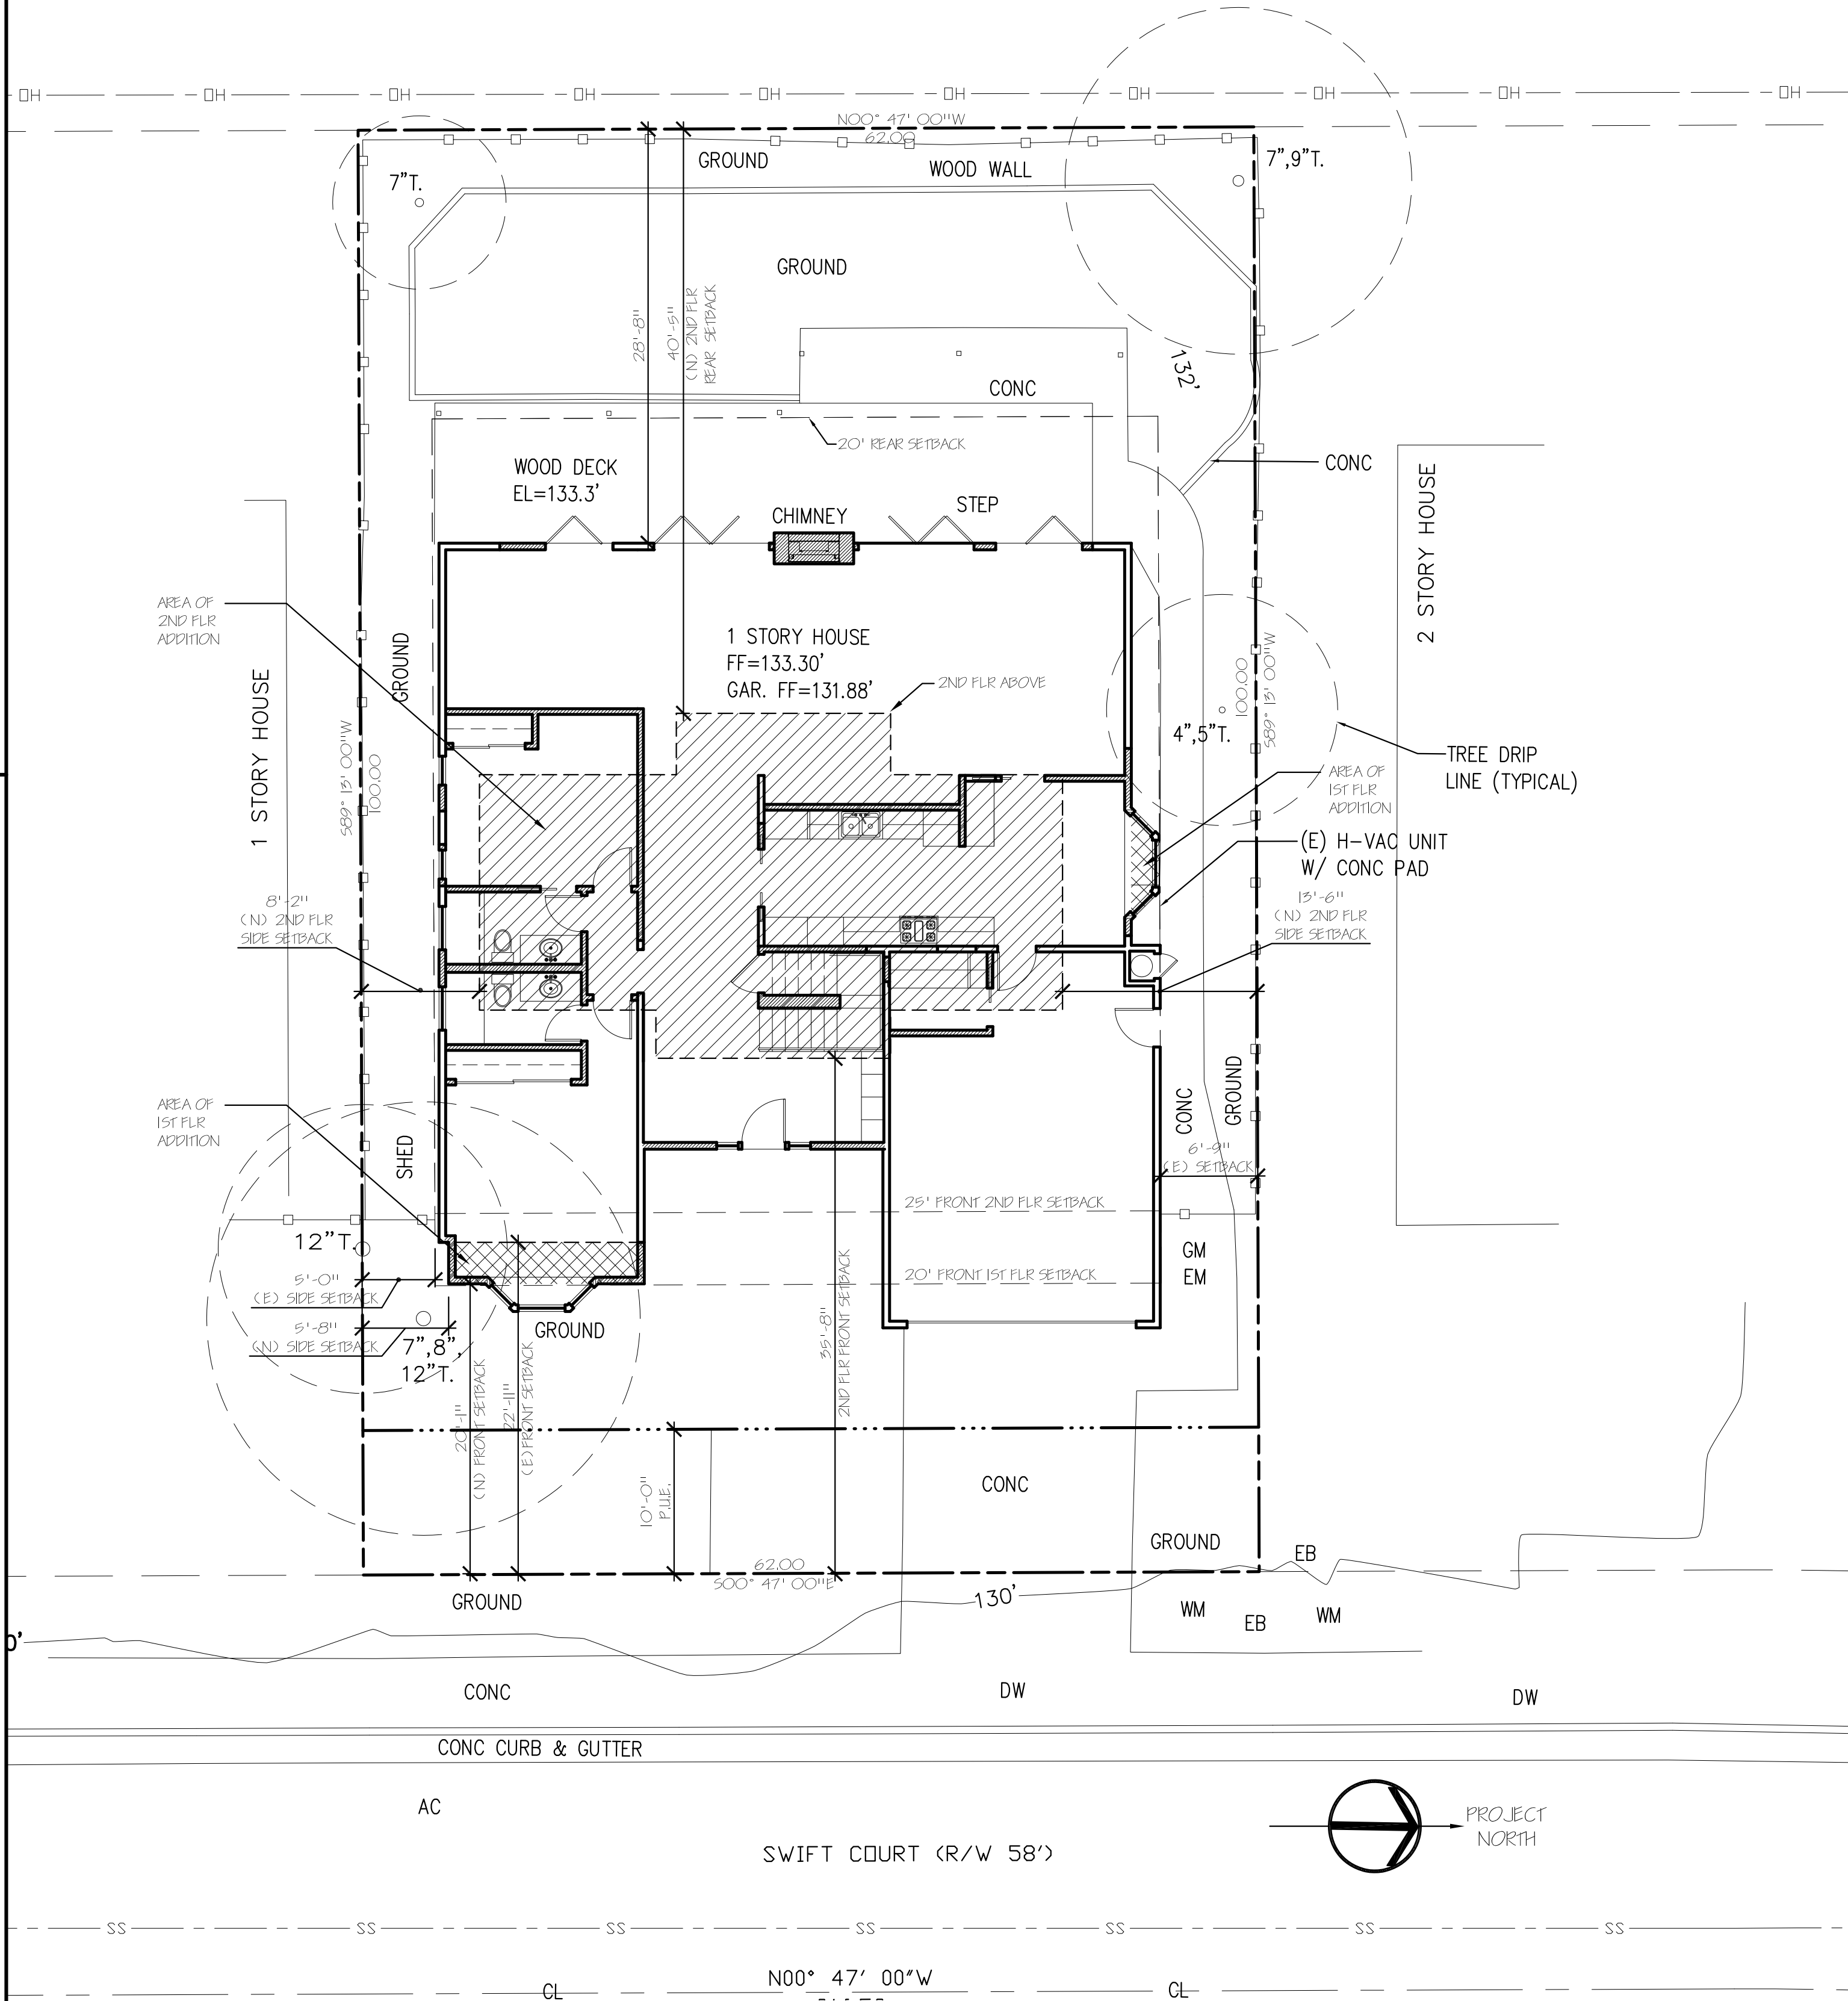 OH OH OH OH OH OH OH OH OH OH
N00° 47' 00"W
62.00
GROUND
WOOD WALL
7",9"T.
7"T.
GROUND
28'-8"
40'-5"
(N) 2ND FLR
REAR SETBACK
132'
CONC
20' REAR SETBACK
WOOD DECK
EL=133.3'
CONC
CHIMNEY
STEP
2 STORY HOUSE
AREA OF
2ND FLR
ADDITION
1 STORY HOUSE
FF=133.30'
GAR. FF=131.88'
GROUND
2ND FLR ABOVE
100.00
S89° 13' 00"W
4",5"T.
TREE DRIP
LINE (TYPICAL)
1 STORY HOUSE
S89° 13' 00"W
100.00
AREA OF
1ST FLR
ADDITION
(E) H-VAC UNIT
W/ CONC PAD
8'-2"
(N) 2ND FLR
SIDE SETBACK
13'-6"
(N) 2ND FLR
SIDE SETBACK
AREA OF
1ST FLR
ADDITION
SHED
CONC
GROUND
6'-9"
(E) SETBACK
25' FRONT 2ND FLR SETBACK
12"T.
GM
EM
20' FRONT 1ST FLR SETBACK
5'-0"
(E) SIDE SETBACK
5'-8"
(N) SIDE SETBACK
7",8",
12"T.
GROUND
35'-8"
2ND FLR FRONT SETBACK
20'-1"
(N) FRONT SETBACK
22'-11"
(E) FRONT SETBACK
10'-0"
P.U.E.
CONC
GROUND
EB
62.00
S00° 47' 00"E
GROUND
130'
WM
EB
WM
0'
CONC
DW
DW
CONC CURB & GUTTER
AC
PROJECT
NORTH
SWIFT COURT (R/W 58')
SS SS SS SS SS SS SS
N00° 47' 00"W
CL
CL